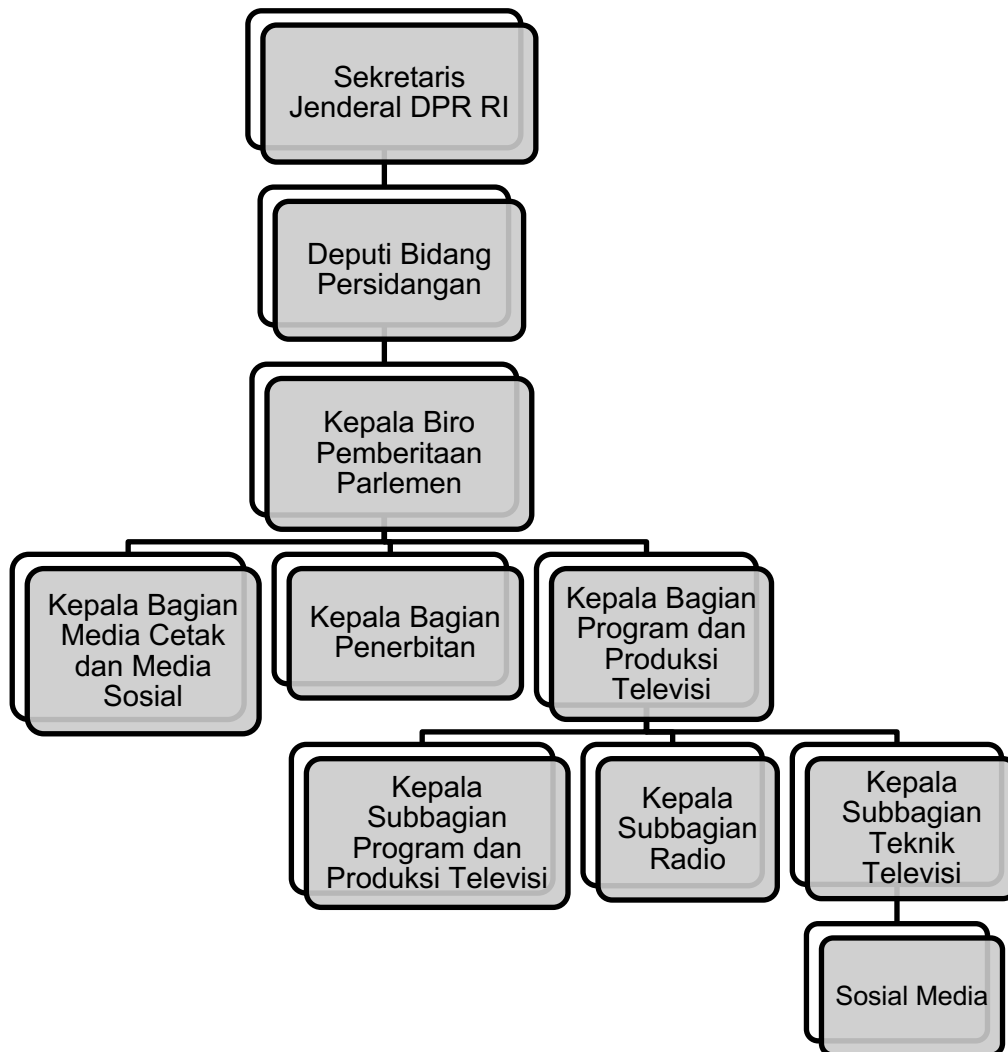 Sekretaris
Jenderal DPR RI
Deputi Bidang
Persidangan
Kepala Biro
Pemberitaan
Parlemen
Kepala Bagian
Media Cetak
dan Media
Sosial
Kepala Bagian
Penerbitan
Kepala Bagian
Program dan
Produksi
Televisi
Kepala
Subbagian
Program dan
Produksi Televisi
Kepala
Subbagian
Radio
Kepala
Subbagian
Teknik
Televisi
Sosial Media